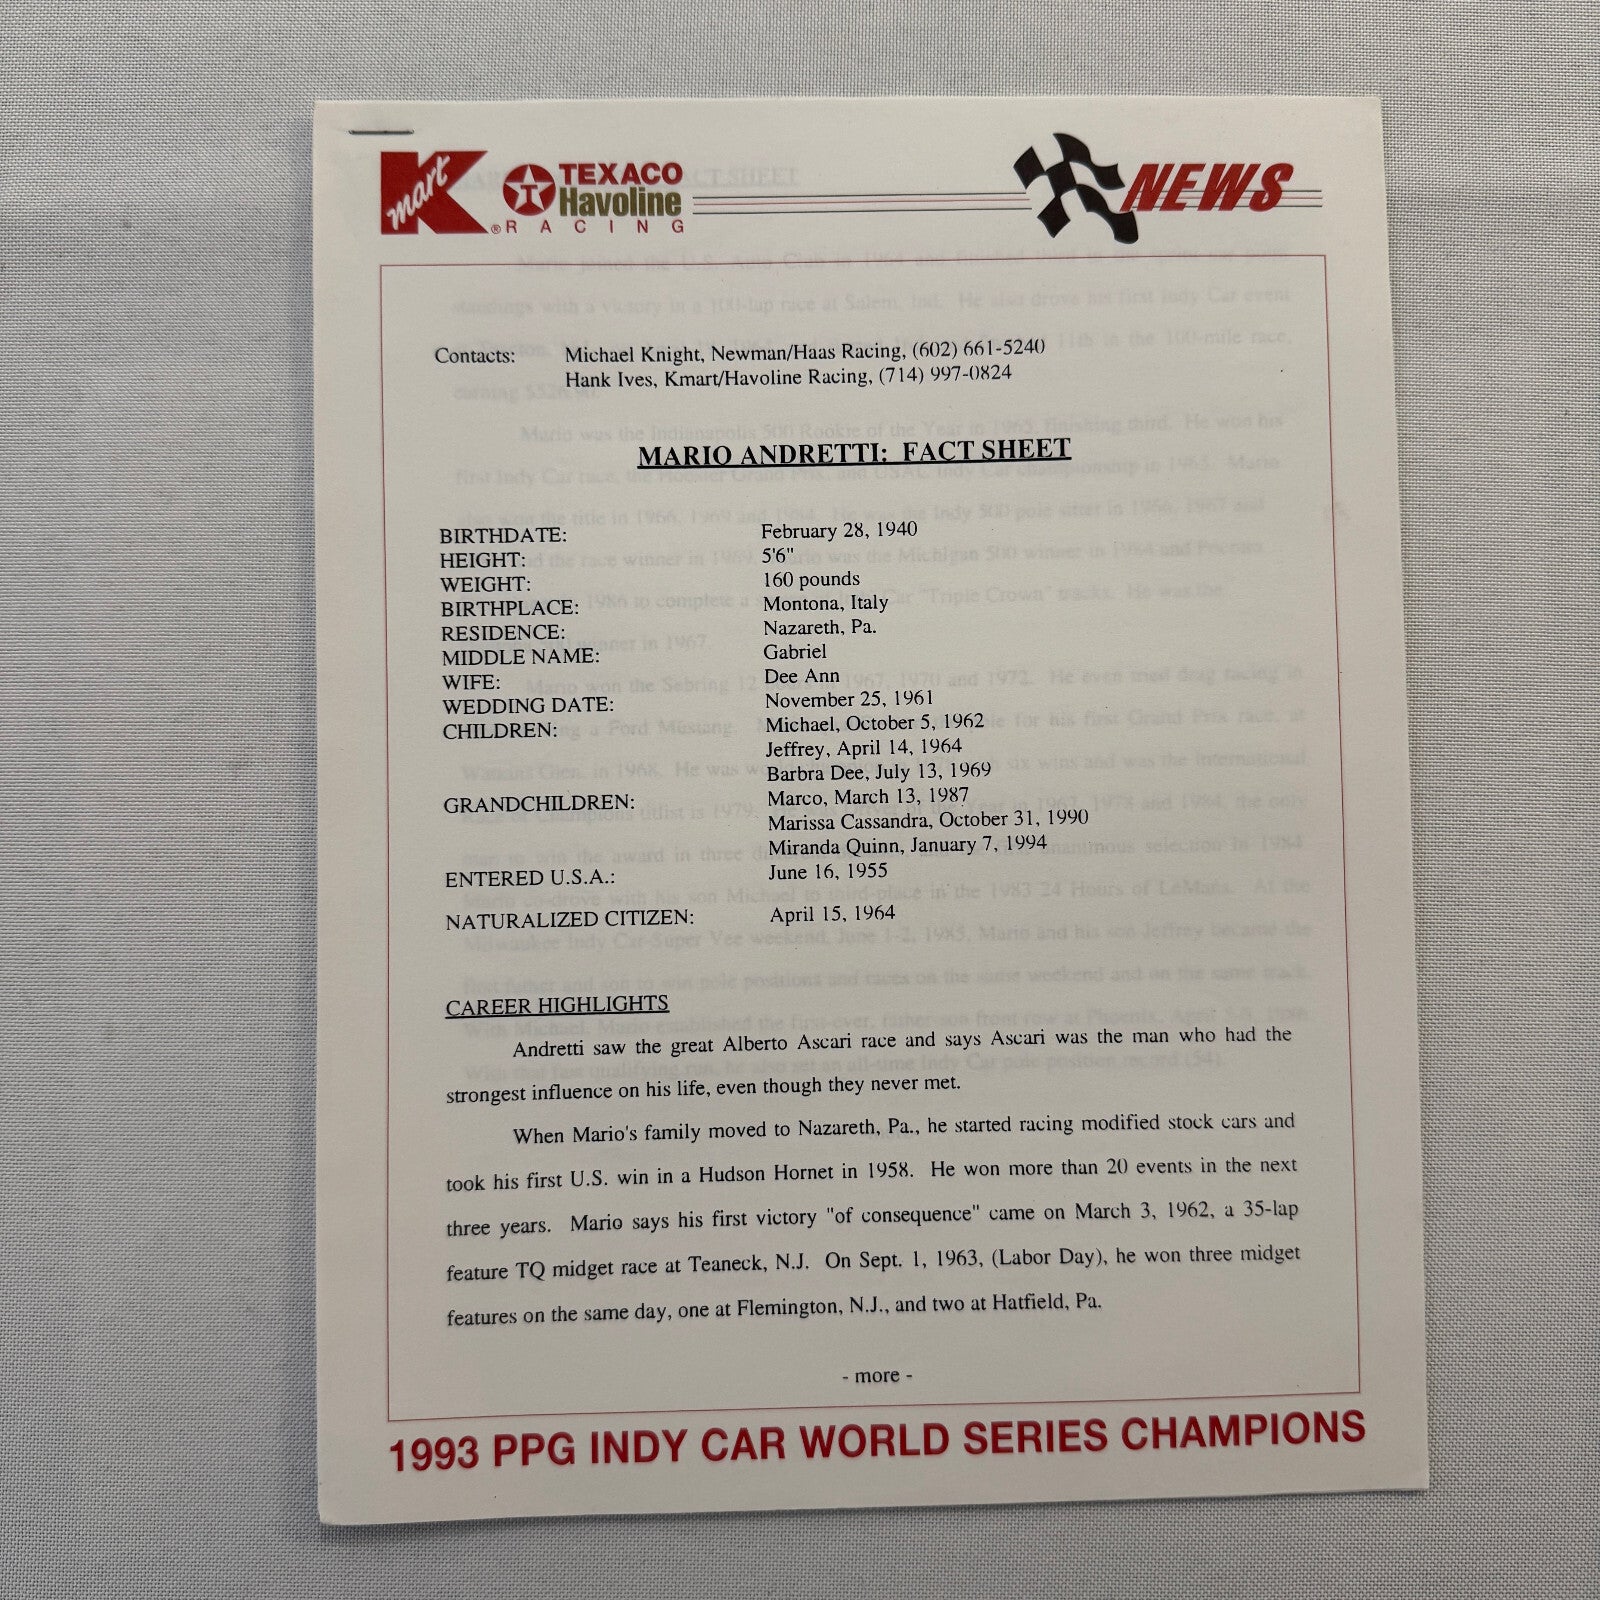 Kmart TEXACO Havoline ®RACING NEWS
Contacts: Michael Knight, Newman/Haas Racing, (602) 661-5240
Hank Ives, Kmart/Havoline Racing, (714) 997-0824
MARIO ANDRETTI: FACT SHEET
BIRTHDATE: February 28, 1940
HEIGHT: 5'6"
WEIGHT: 160 pounds
BIRTHPLACE: Montona, Italy
RESIDENCE: Nazareth, Pa.
MIDDLE NAME: Gabriel
WIFE: Dee Ann
WEDDING DATE: November 25, 1961
CHILDREN: Michael, October 5, 1962
Jeffrey, April 14, 1964
Barbra Dee, July 13, 1969
GRANDCHILDREN: Marco, March 13, 1987
Marissa Cassandra, October 31, 1990
Miranda Quinn, January 7, 1994
ENTERED U.S.A.: June 16, 1955
NATURALIZED CITIZEN: April 15, 1964
CAREER HIGHLIGHTS
Andretti saw the great Alberto Ascari race and says Ascari was the man who had the
strongest influence on his life, even though they never met.
When Mario's family moved to Nazareth, Pa., he started racing modified stock cars and
took his first U.S. win in a Hudson Hornet in 1958. He won more than 20 events in the next
three years. Mario says his first victory "of consequence" came on March 3, 1962, a 35-lap
feature TQ midget race at Teaneck, N.J. On Sept. 1, 1963, (Labor Day), he won three midget
features on the same day, one at Flemington, N.J., and two at Hatfield, Pa.
- more -
1993 PPG INDY CAR WORLD SERIES CHAMPIONS